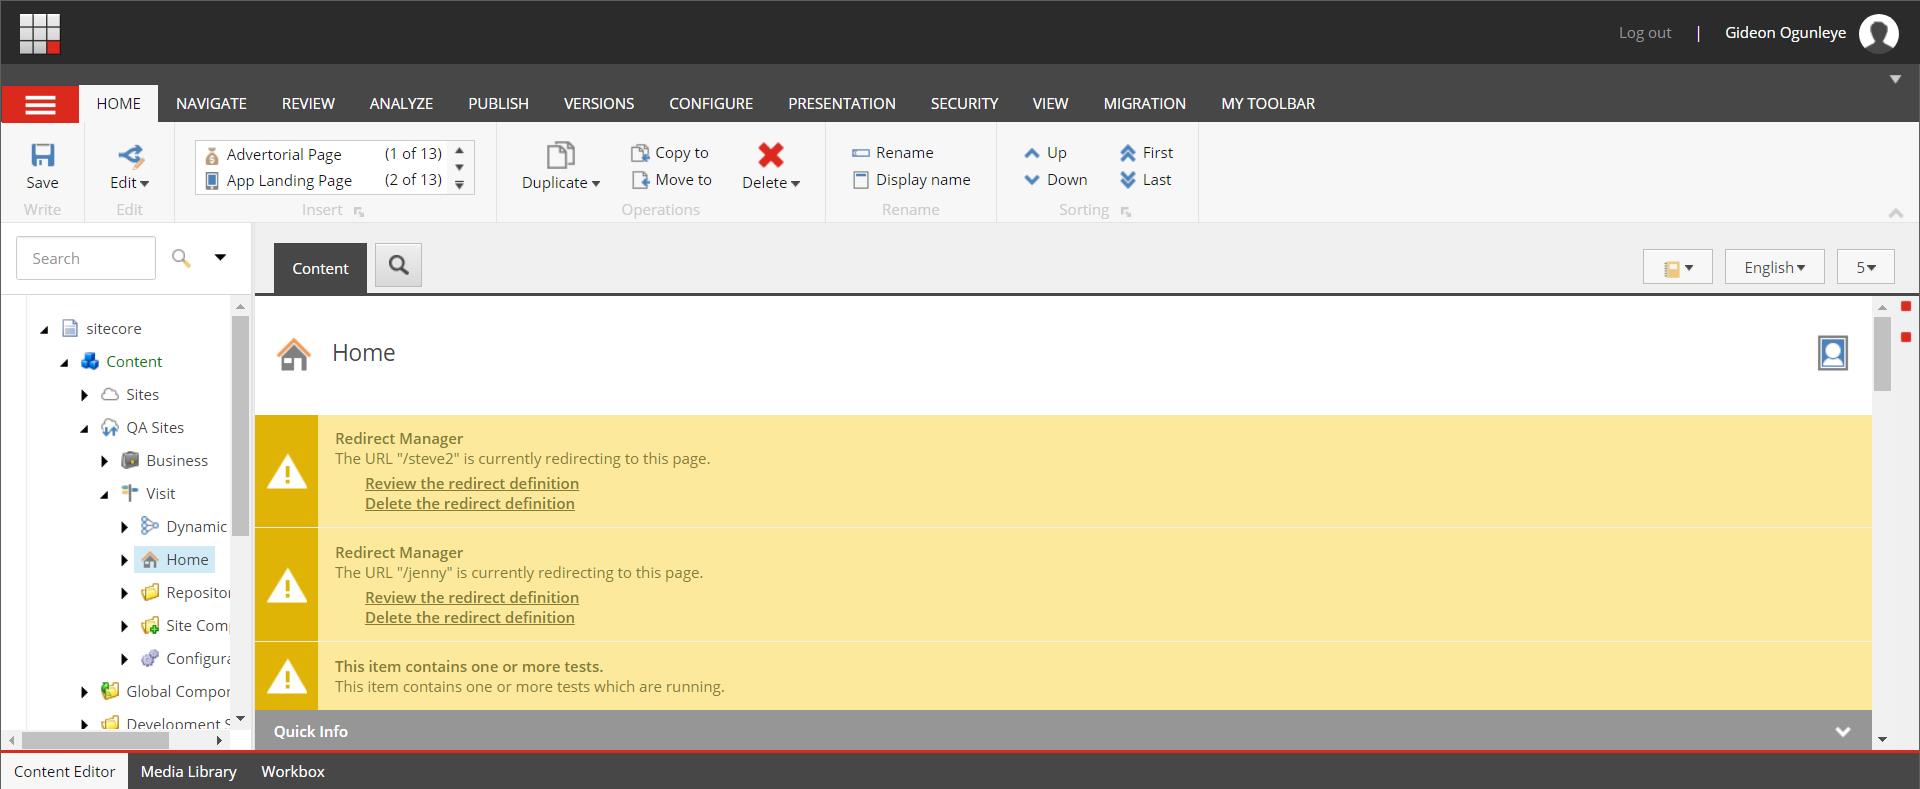 Log out | Gideon Ogunleye
HOME NAVIGATE REVIEW ANALYZE PUBLISH VERSIONS CONFIGURE PRESENTATION SECURITY VIEW MIGRATION MY TOOLBAR
Save
Write
Edit
Edit
Advertorial Page (1 of 13)
App Landing Page (2 of 13)
Insert
Duplicate
Copy to
Move to
Delete
Operations
Rename
Display name
Rename
Up
Down
First
Last
Sorting
Search
sitecore
Content
Sites
QA Sites
Business
Visit
Dynamic
Home
Repositor
Site Com
Configura
Global Compor
Development S
Content
English
5
Home
Redirect Manager
The URL "/steve2" is currently redirecting to this page.
Review the redirect definition
Delete the redirect definition
Redirect Manager
The URL "/jenny" is currently redirecting to this page.
Review the redirect definition
Delete the redirect definition
This item contains one or more tests.
This item contains one or more tests which are running.
Quick Info
Content Editor Media Library Workbox